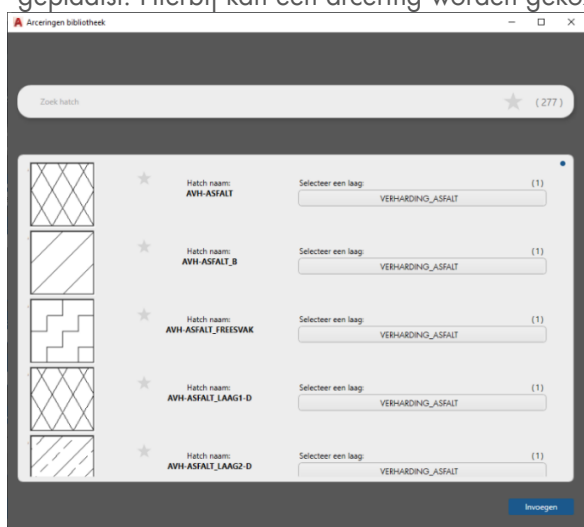 geplaatst. Hierbij kan een arcering worden geko
Arceringen bibliotheek
Zoek hatch (277)
Hatch naam: Selecteer een laag: (1)
AVH-ASFALT VERHARDING_ASFALT
Hatch naam: Selecteer een laag: (1)
AVH-ASFALT_B VERHARDING_ASFALT
Hatch naam: Selecteer een laag: (1)
AVH-ASFALT_FREESVAK VERHARDING_ASFALT
Hatch naam: Selecteer een laag: (1)
AVH-ASFALT_LAAG1-D VERHARDING_ASFALT
Hatch naam: Selecteer een laag: (1)
AVH-ASFALT_LAAG2-D VERHARDING_ASFALT
Invoegen